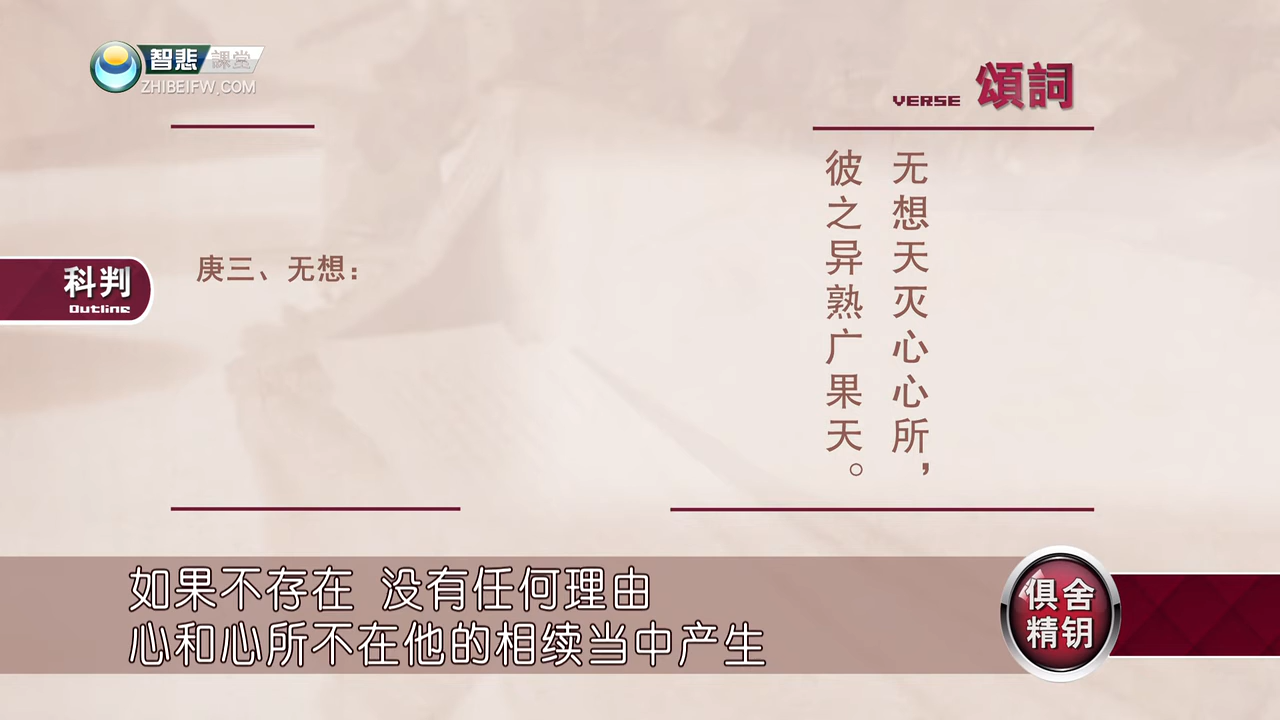 智悲 課堂
ZHIBEIFW.COM
VERSE 頌詞
无想天灭心心所，
彼之异熟广果天。
科判
Outline
庚三、无想：
如果不存在 没有任何理由
心和心所不在他的相续当中产生
俱舍
精钥